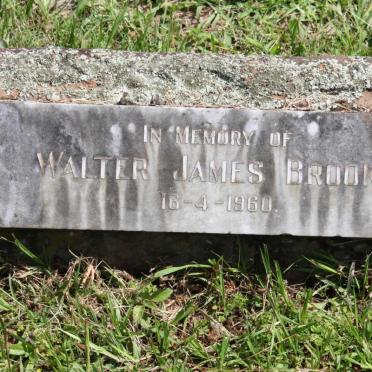 In Memory of
Walter James Brook
16-4-1960.